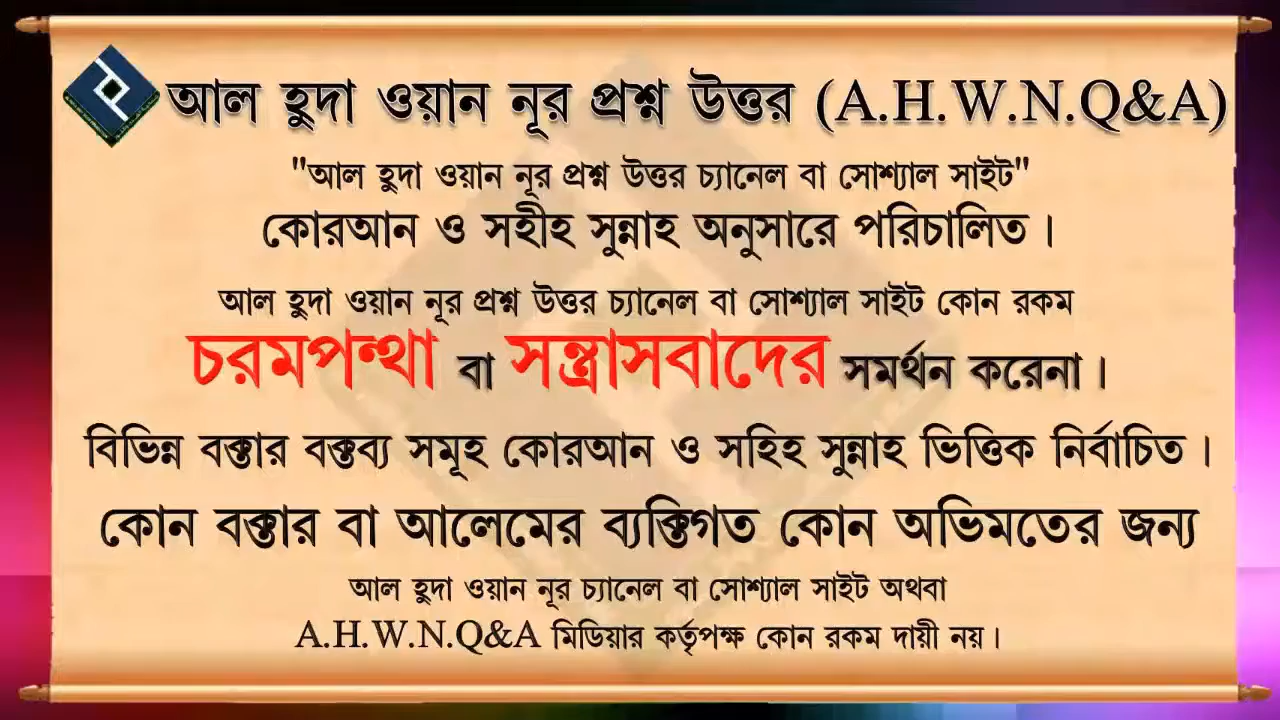 আল হুদা ওয়ান নূর প্রশ্ন উত্তর (A.H.W.N.Q&A)
"আল হুদা ওয়ান নূর প্রশ্ন উত্তর চ্যানেল বা সোশ্যাল সাইট"
কোরআন ও সহীহ সুন্নাহ অনুসারে পরিচালিত ।
আল হুদা ওয়ান নূর প্রশ্ন উত্তর চ্যানেল বা সোশ্যাল সাইট কোন রকম
চরমপন্থা বা সন্ত্রাসবাদের সমর্থন করেনা ।
বিভিন্ন বক্তার বক্তব্য সমূহ কোরআন ও সহিহ সুন্নাহ ভিত্তিক নির্বাচিত ।
কোন বক্তার বা আলেমের ব্যক্তিগত কোন অভিমতের জন্য
আল হুদা ওয়ান নূর চ্যানেল বা সোশ্যাল সাইট অথবা
A.H.W.N.Q&A মিডিয়ার কর্তৃপক্ষ কোন রকম দায়ী নয় ।